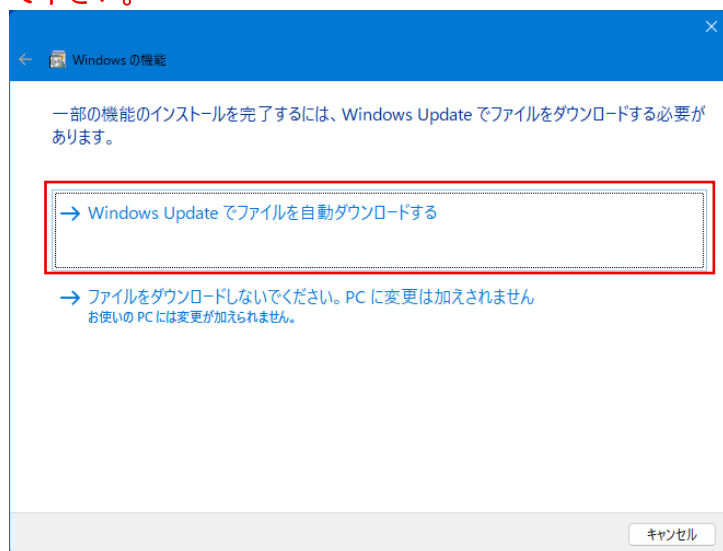 て下さい。
Windows の機能
一部の機能のインストールを完了するには、Windows Update でファイルをダウンロードする必要が
あります。
Windows Update でファイルを自動ダウンロードする
ファイルをダウンロードしないでください。PC に変更は加えされません
お使いの PC には変更が加えられません。
キャンセル